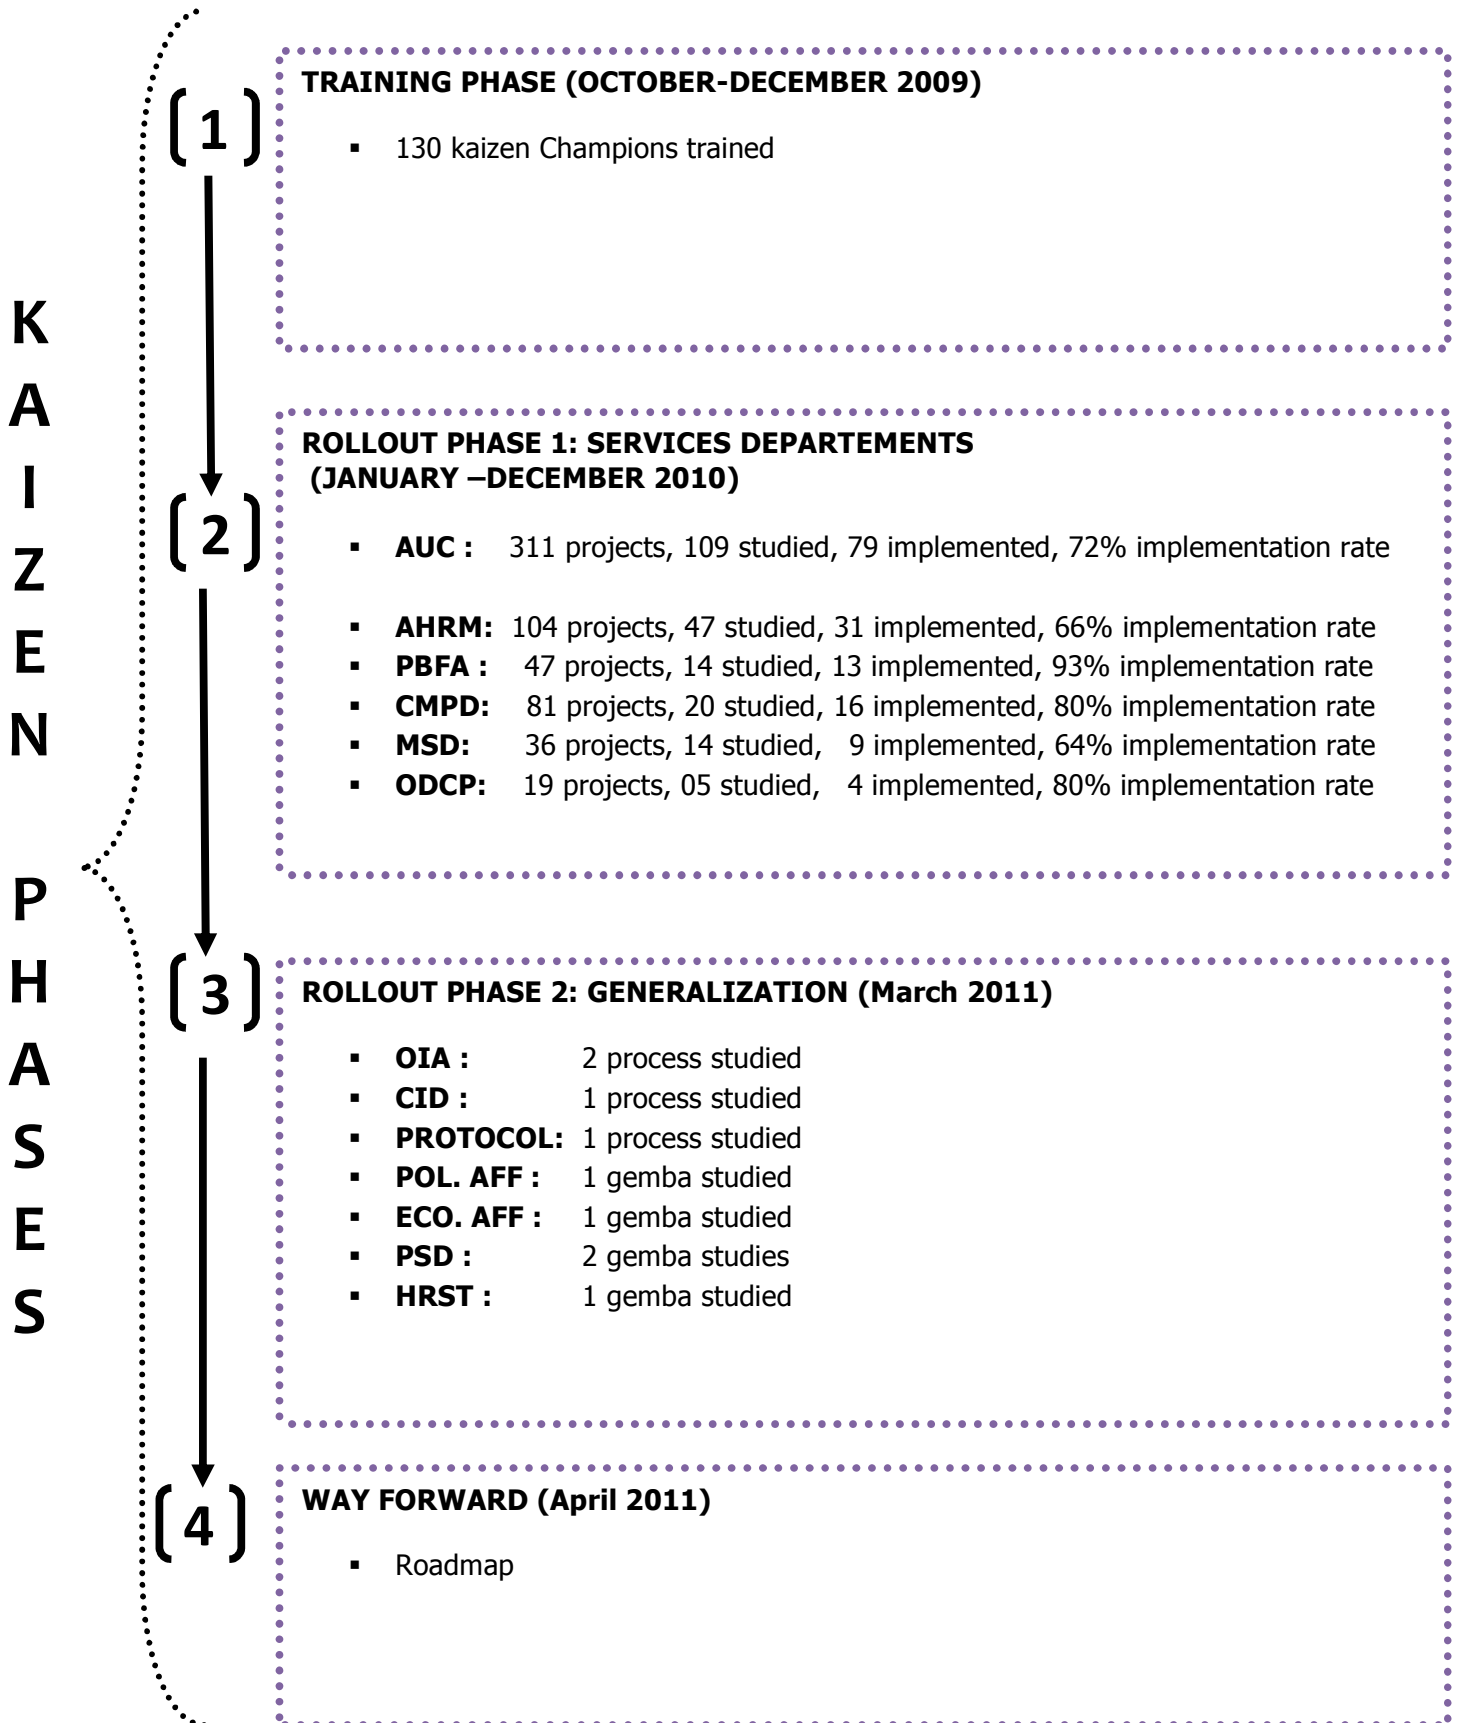 KAIZEN PHASES
[1]
TRAINING PHASE (OCTOBER-DECEMBER 2009)
▪ 130 kaizen Champions trained
[2]
ROLLOUT PHASE 1: SERVICES DEPARTEMENTS
(JANUARY –DECEMBER 2010)
▪ AUC : 311 projects, 109 studied, 79 implemented, 72% implementation rate
▪ AHRM: 104 projects, 47 studied, 31 implemented, 66% implementation rate
▪ PBFA : 47 projects, 14 studied, 13 implemented, 93% implementation rate
▪ CMPD: 81 projects, 20 studied, 16 implemented, 80% implementation rate
▪ MSD: 36 projects, 14 studied, 9 implemented, 64% implementation rate
▪ ODCP: 19 projects, 05 studied, 4 implemented, 80% implementation rate
[3]
ROLLOUT PHASE 2: GENERALIZATION (March 2011)
▪ OIA : 2 process studied
▪ CID : 1 process studied
▪ PROTOCOL: 1 process studied
▪ POL. AFF : 1 gemba studied
▪ ECO. AFF : 1 gemba studied
▪ PSD : 2 gemba studies
▪ HRST : 1 gemba studied
[4]
WAY FORWARD (April 2011)
▪ Roadmap